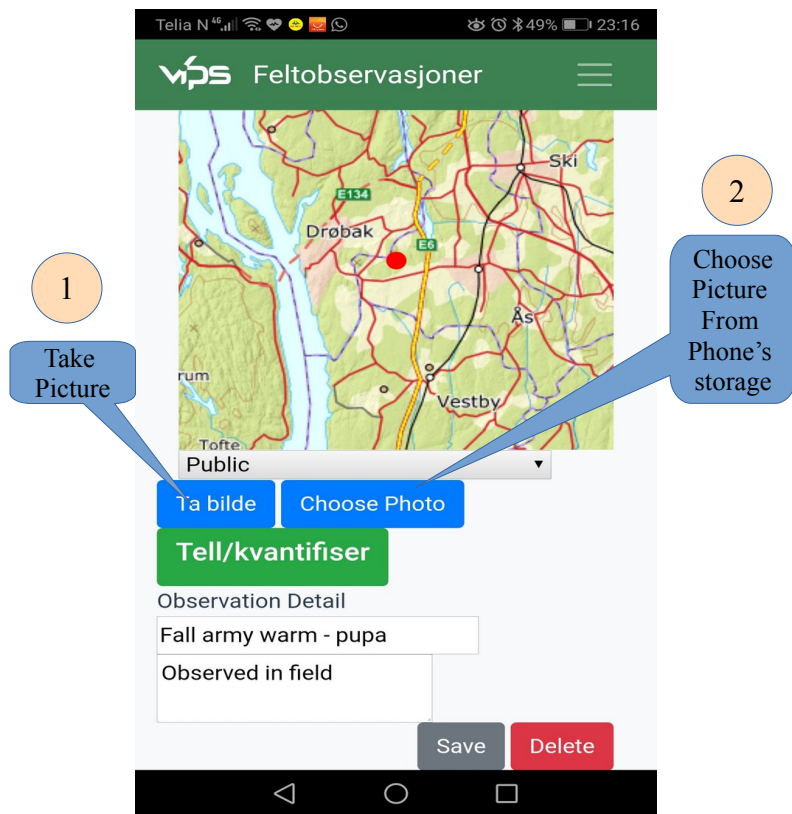 Telia N 4G 49% 23:16
VIPS Feltobservasjoner
Ski
E134
Drøbak
E6
Ås
rum
Vestby
Tofte
1
Take
Picture
2
Choose
Picture
From
Phone’s
storage
Public
Ta bilde Choose Photo
Tell/kvantifiser
Observation Detail
Fall army warm - pupa
Observed in field
Save Delete